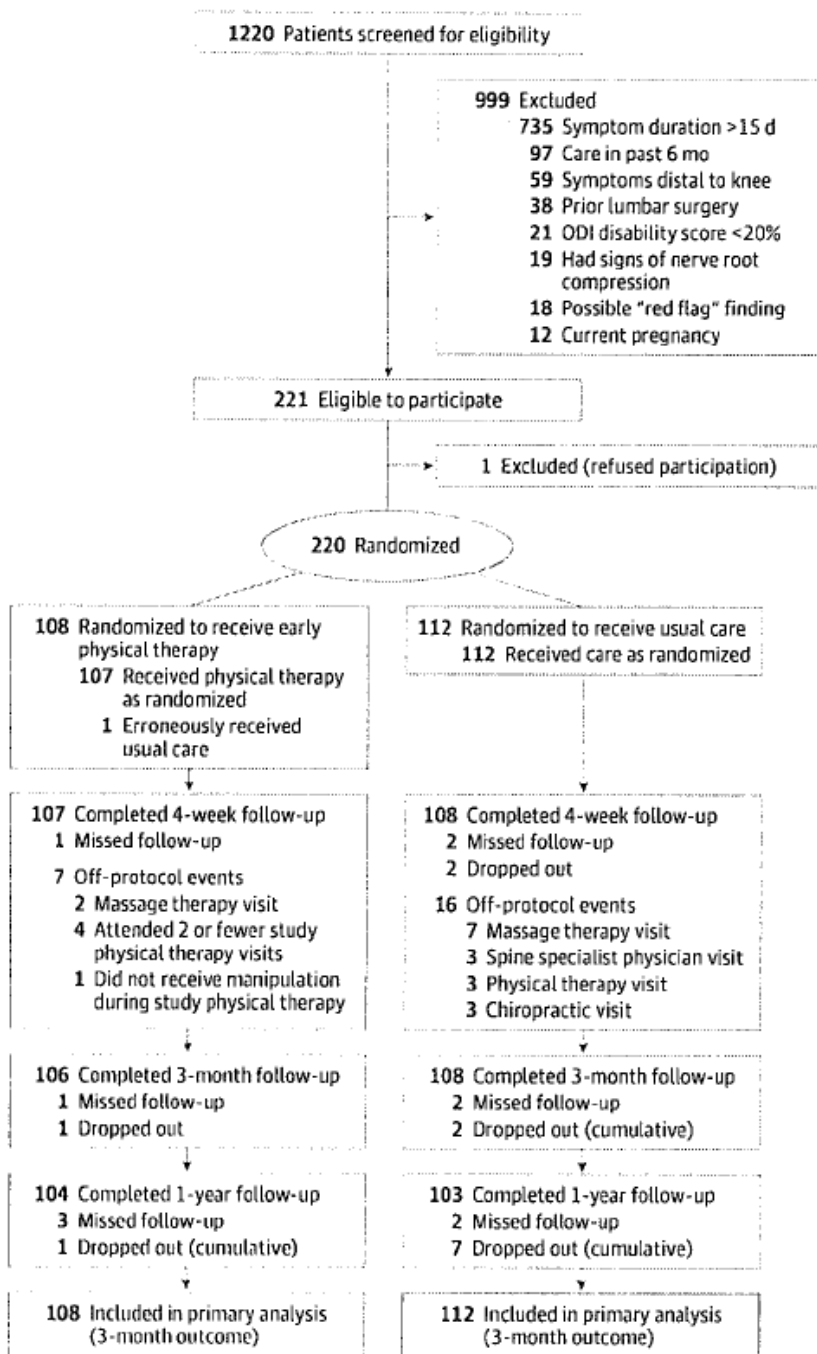 1220 Patients screened for eligibility
999 Excluded
735 Symptom duration >15 d
97 Care in past 6 mo
59 Symptoms distal to knee
38 Prior lumbar surgery
21 ODI disability score <20%
19 Had signs of nerve root
compression
18 Possible "red flag" finding
12 Current pregnancy
221 Eligible to participate
1 Excluded (refused participation)
220 Randomized
108 Randomized to receive early
physical therapy
107 Received physical therapy
as randomized
1 Erroneously received
usual care
112 Randomized to receive usual care
112 Received care as randomized
107 Completed 4-week follow-up
1 Missed follow-up
7 Off-protocol events
2 Massage therapy visit
4 Attended 2 or fewer study
physical therapy visits
1 Did not receive manipulation
during study physical therapy
108 Completed 4-week follow-up
2 Missed follow-up
2 Dropped out
16 Off-protocol events
7 Massage therapy visit
3 Spine specialist physician visit
3 Physical therapy visit
3 Chiropractic visit
106 Completed 3-month follow-up
1 Missed follow-up
1 Dropped out
108 Completed 3-month follow-up
2 Missed follow-up
2 Dropped out (cumulative)
104 Completed 1-year follow-up
3 Missed follow-up
1 Dropped out (cumulative)
103 Completed 1-year follow-up
2 Missed follow-up
7 Dropped out (cumulative)
108 Included in primary analysis
(3-month outcome)
112 Included in primary analysis
(3-month outcome)